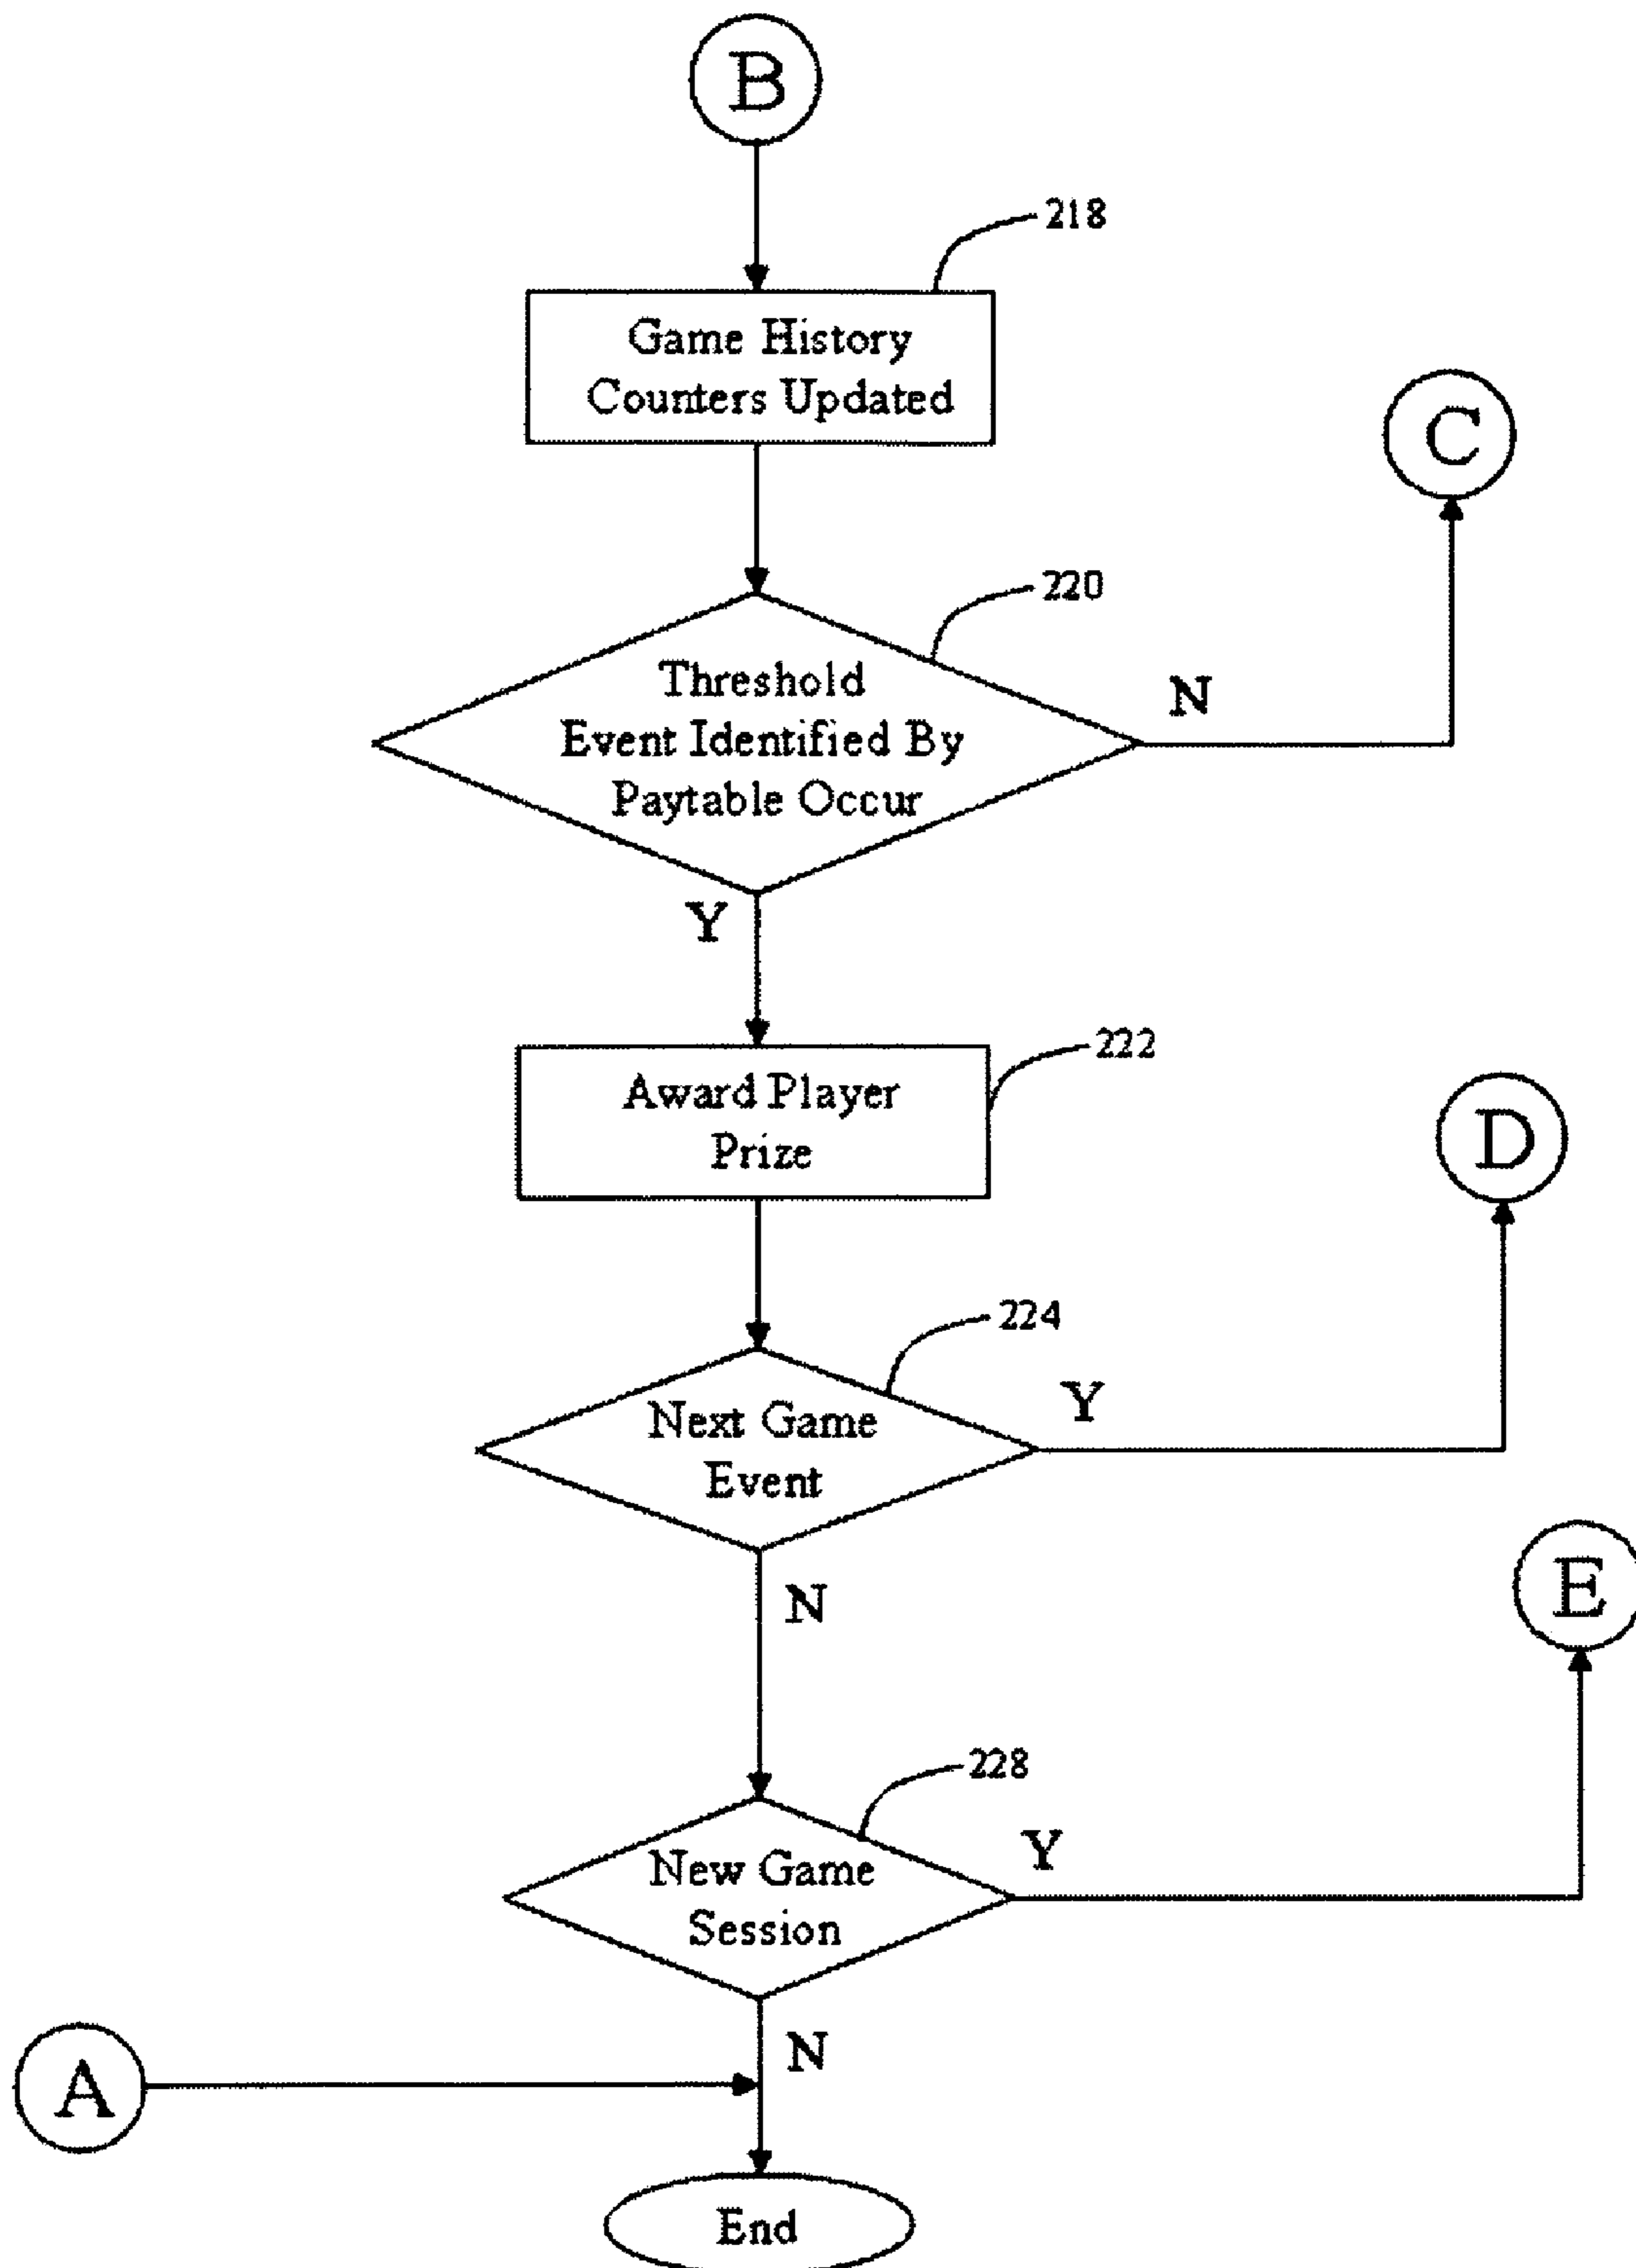 B
218
Game History
Counters Updated
C
220
Threshold
Event Identified By
Paytable Occur
N
Y
222
Award Player
Prize
D
224
Next Game
Event
Y
N
E
228
New Game
Session
Y
N
A
End